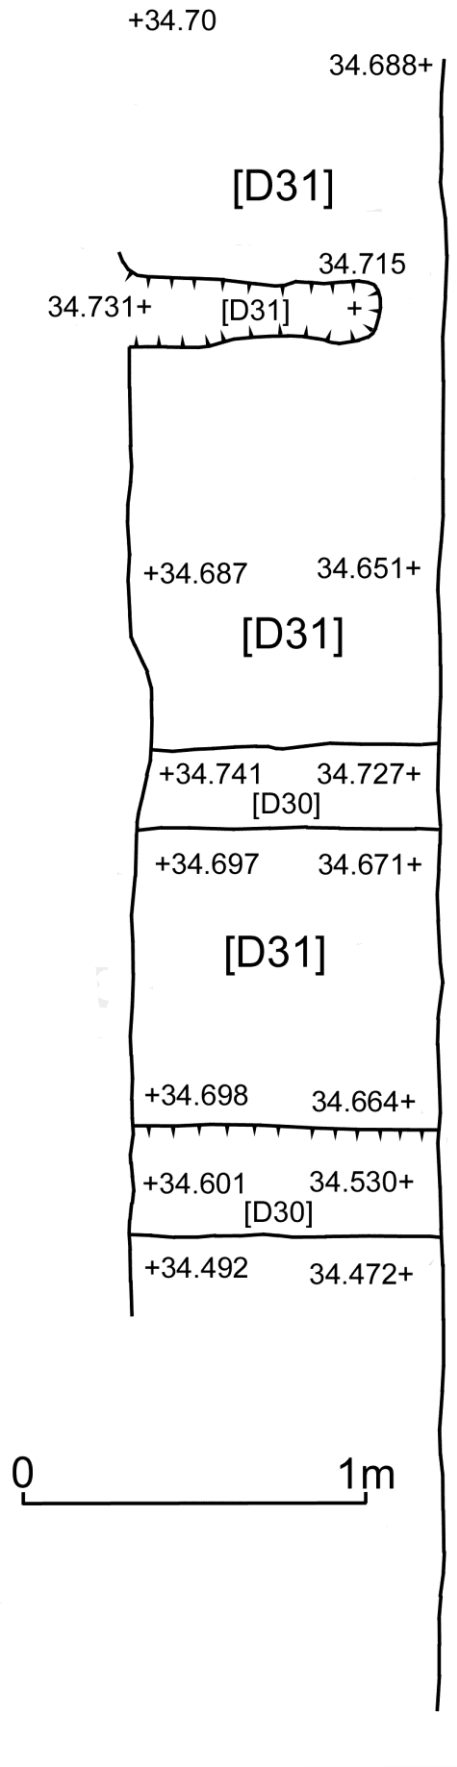 +34.70
34.688+
[D31]
34.715
34.731+ [D31] +
+34.687 34.651+
[D31]
+34.741 34.727+
[D30]
+34.697 34.671+
[D31]
+34.698 34.664+
+34.601 34.530+
[D30]
+34.492 34.472+
0 1m